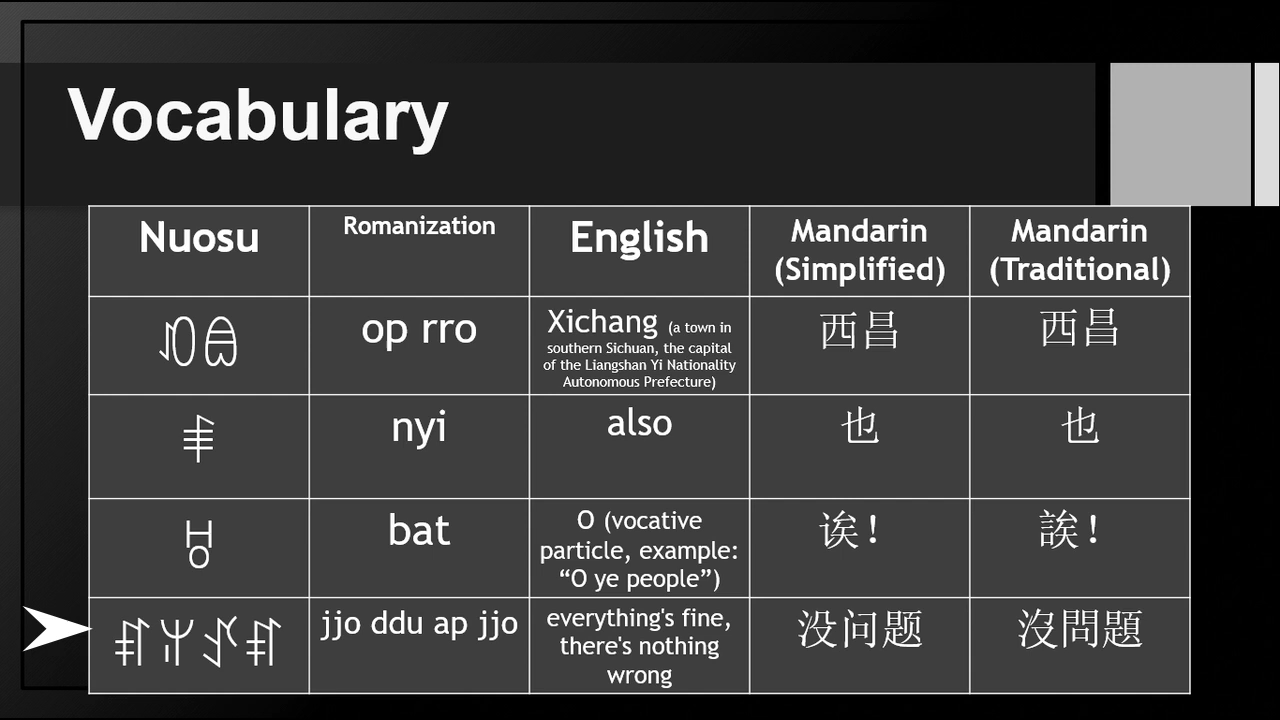 Vocabulary
Nuosu	Romanization	English	Mandarin (Simplified)	Mandarin (Traditional)
ꀒꎂ	op rro	Xichang (a town in southern Sichuan, the capital of the Liangshan Yi Nationality Autonomous Prefecture)	西昌	西昌
ꑌ	nyi	also	也	也
ꀞ	bat	O (vocative particle, example: “O ye people”)	诶!	誒!
ꐥꅍꀋꐥ	jjo ddu ap jjo	everything's fine, there's nothing wrong	没问题	沒問題